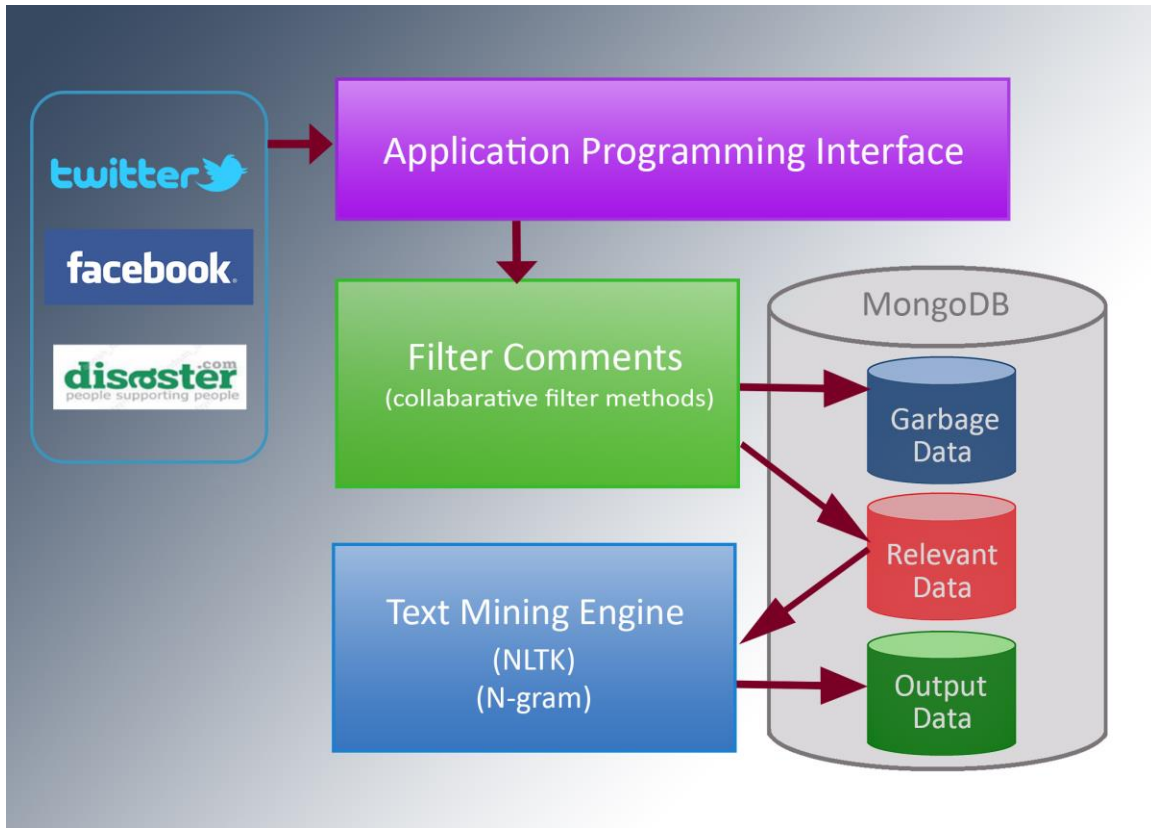 twitter
facebook
disaster
.com
people supporting people
Application Programming Interface
Filter Comments
(collabarative filter methods)
Text Mining Engine
(NLTK)
(N-gram)
MongoDB
Garbage
Data
Relevant
Data
Output
Data